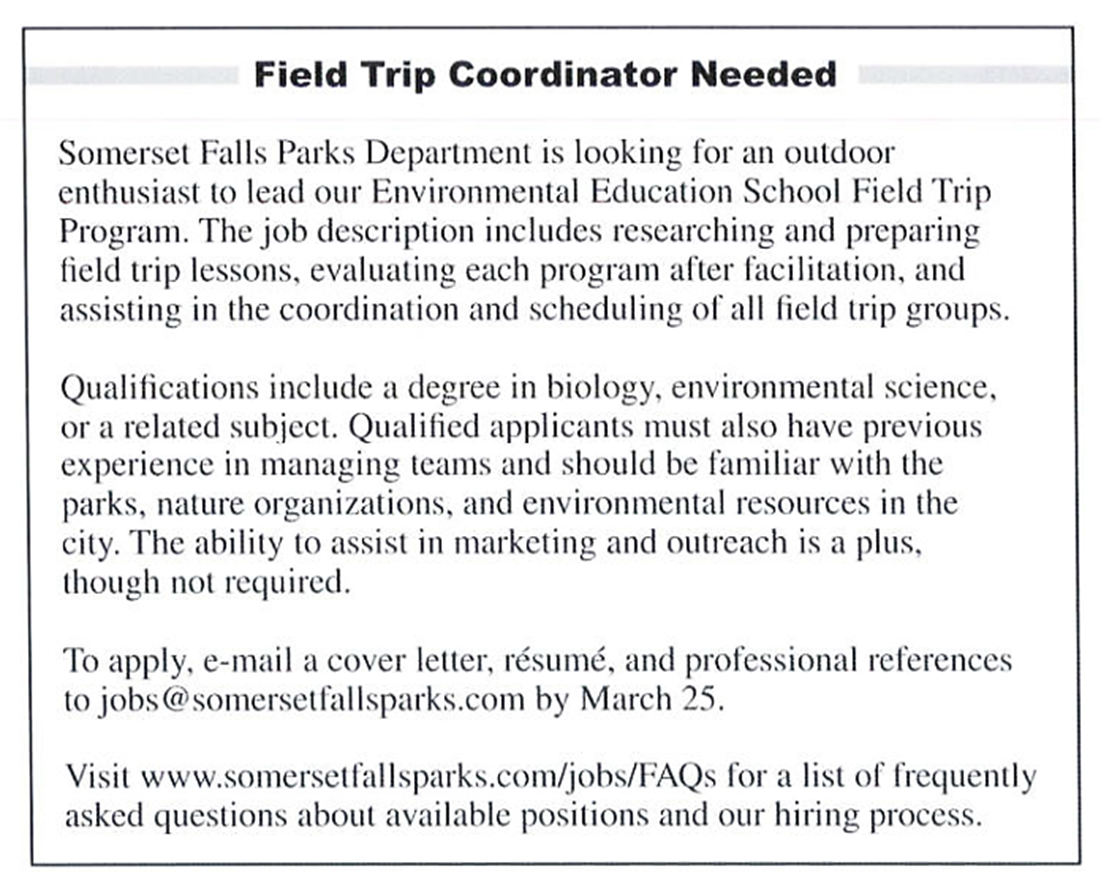 Field Trip Coordinator Needed
Somerset Falls Parks Department is looking for an outdoor
enthusiast to lead our Environmental Education School Field Trip
Program. The job description includes researching and preparing
field trip lessons, evaluating each program after facilitation, and
assisting in the coordination and scheduling of all field trip groups.
Qualifications include a degree in biology, environmental science,
or a related subject. Qualified applicants must also have previous
experience in managing teams and should be familiar with the
parks, nature organizations, and environmental resources in the
city. The ability to assist in marketing and outreach is a plus,
though not required.
To apply, e-mail a cover letter, résumé, and professional references
to jobs@somersetfallsparks.com by March 25.
Visit www.somersetfallsparks.com/jobs/FAQs for a list of frequently
asked questions about available positions and our hiring process.